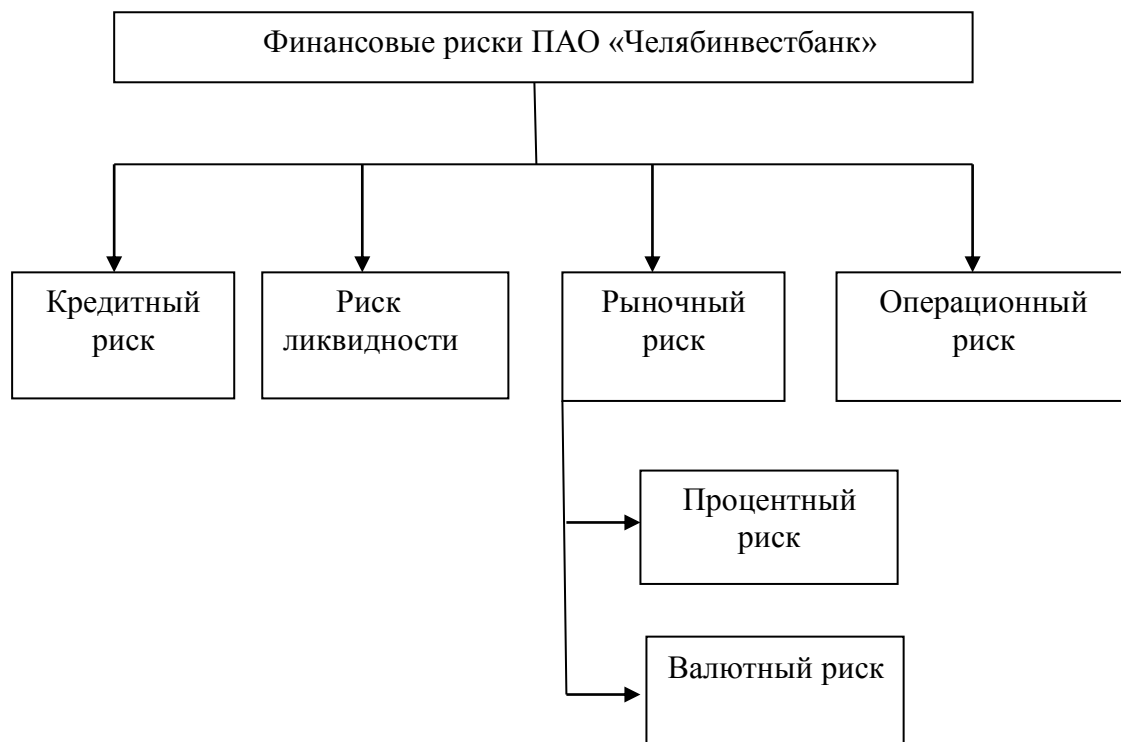 Финансовые риски ПАО «Челябинвестбанк»
Кредитный
риск
Риск
ликвидности
Рыночный
риск
Операционный
риск
Процентный
риск
Валютный риск